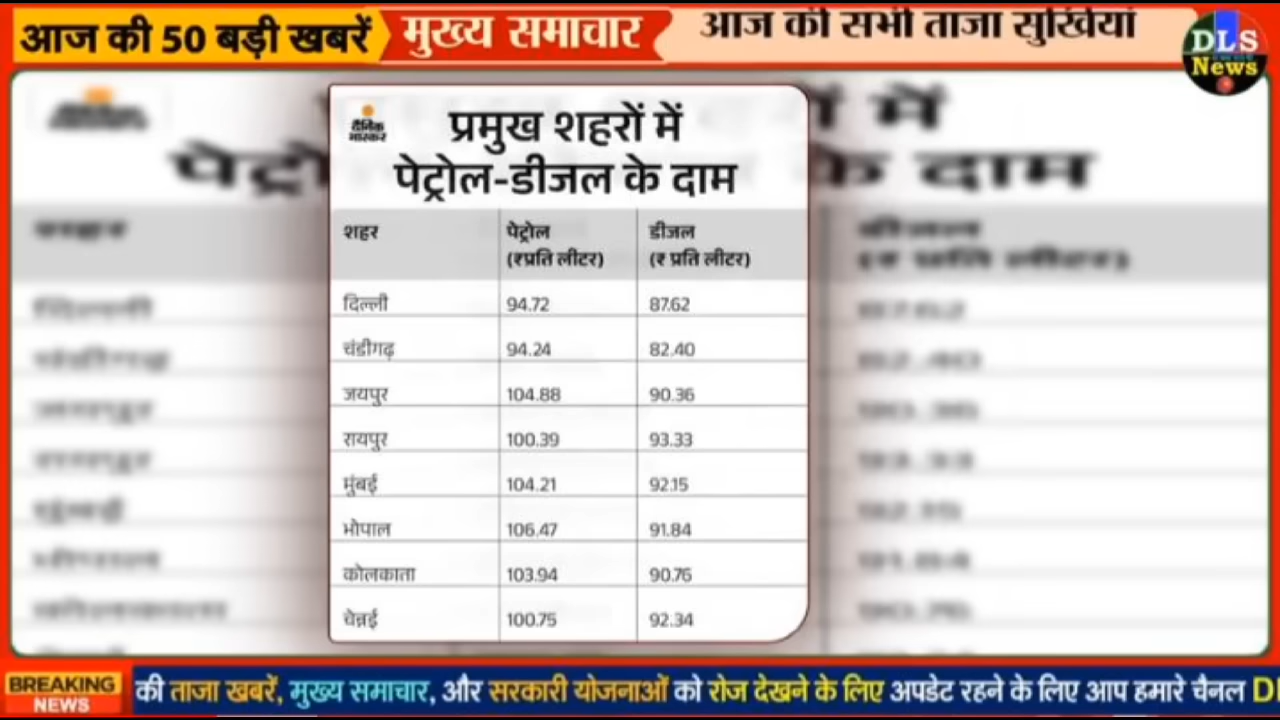 आज की 50 बड़ी खबरें मुख्य समाचार आज की सभी ताजा सुर्खियां
DLS
News
दैनिक
भास्कर
प्रमुख शहरों में
पेट्रोल-डीजल के दाम
शहर पेट्रोल (₹प्रति लीटर) डीजल (₹ प्रति लीटर)
दिल्ली 94.72 87.62
चंडीगढ़ 94.24 82.40
जयपुर 104.88 90.36
रायपुर 100.39 93.33
मुंबई 104.21 92.15
भोपाल 106.47 91.84
कोलकाता 103.94 90.76
चेन्नई 100.75 92.34
BREAKING
NEWS
की ताजा खबरें, मुख्य समाचार, और सरकारी योजनाओं को रोज देखने के लिए अपडेट रहने के लिए आप हमारे चैनल